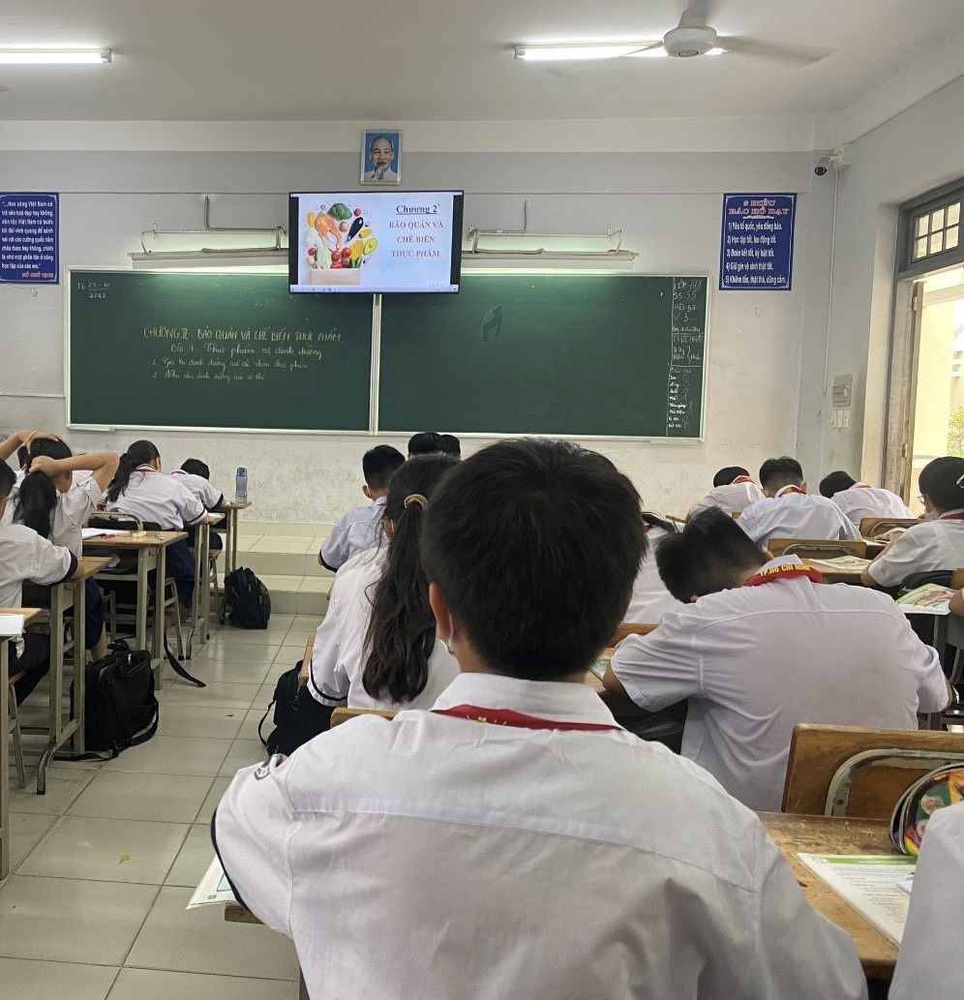 "...Non sông Việt Nam có
trở nên tươi đẹp hay không,
dân tộc Việt Nam có bước
tới đài vinh quang để sánh
vai với các cường quốc năm
châu được hay không, chính
là nhờ một phần lớn ở công
học tập của các em."
HỒ CHÍ MINH
Chương 2
BẢO QUẢN VÀ
CHẾ BIẾN
THỰC PHẨM
5 ĐIỀU
BÁC HỒ DẠY
1) Yêu tổ quốc, yêu đồng bào.
2) Học tập tốt, lao động tốt.
3) Đoàn kết tốt, kỷ luật tốt.
4) Giữ gìn vệ sinh thật tốt.
5) Khiêm tốn, thật thà, dũng cảm.
2022
CHƯƠNG II : BẢO QUẢN VÀ CHẾ BIẾN THỰC PHẨM
Bài 4 : Thực phẩm và dinh dưỡng
1. Giá trị dinh dưỡng của các nhóm thực phẩm
2. Nhu cầu dinh dưỡng của cơ thể
LỚP
SS
HD
V
TP.HỒ CHÍ MINH